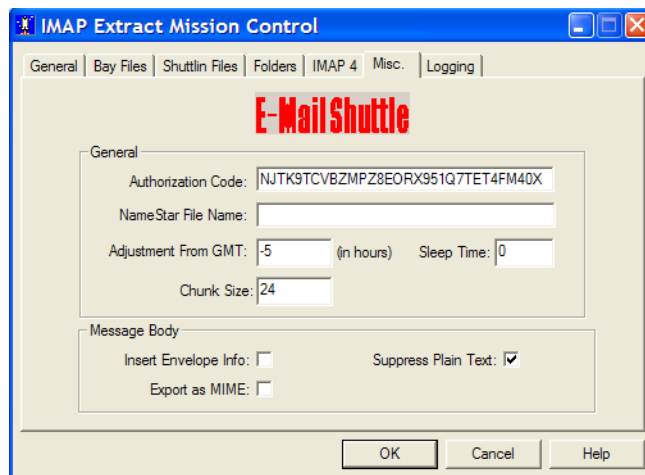 IMAP Extract Mission Control
General Bay Files Shuttlin Files Folders IMAP 4 Misc. Logging
E-Mail Shuttle
General
Authorization Code: NJTK9TCVBZMPZ8EORX951Q7TET4FM40X
NameStar File Name:
Adjustment From GMT: -5 (in hours) Sleep Time: 0
Chunk Size: 24
Message Body
Insert Envelope Info: Suppress Plain Text:
Export as MIME:
OK Cancel Help